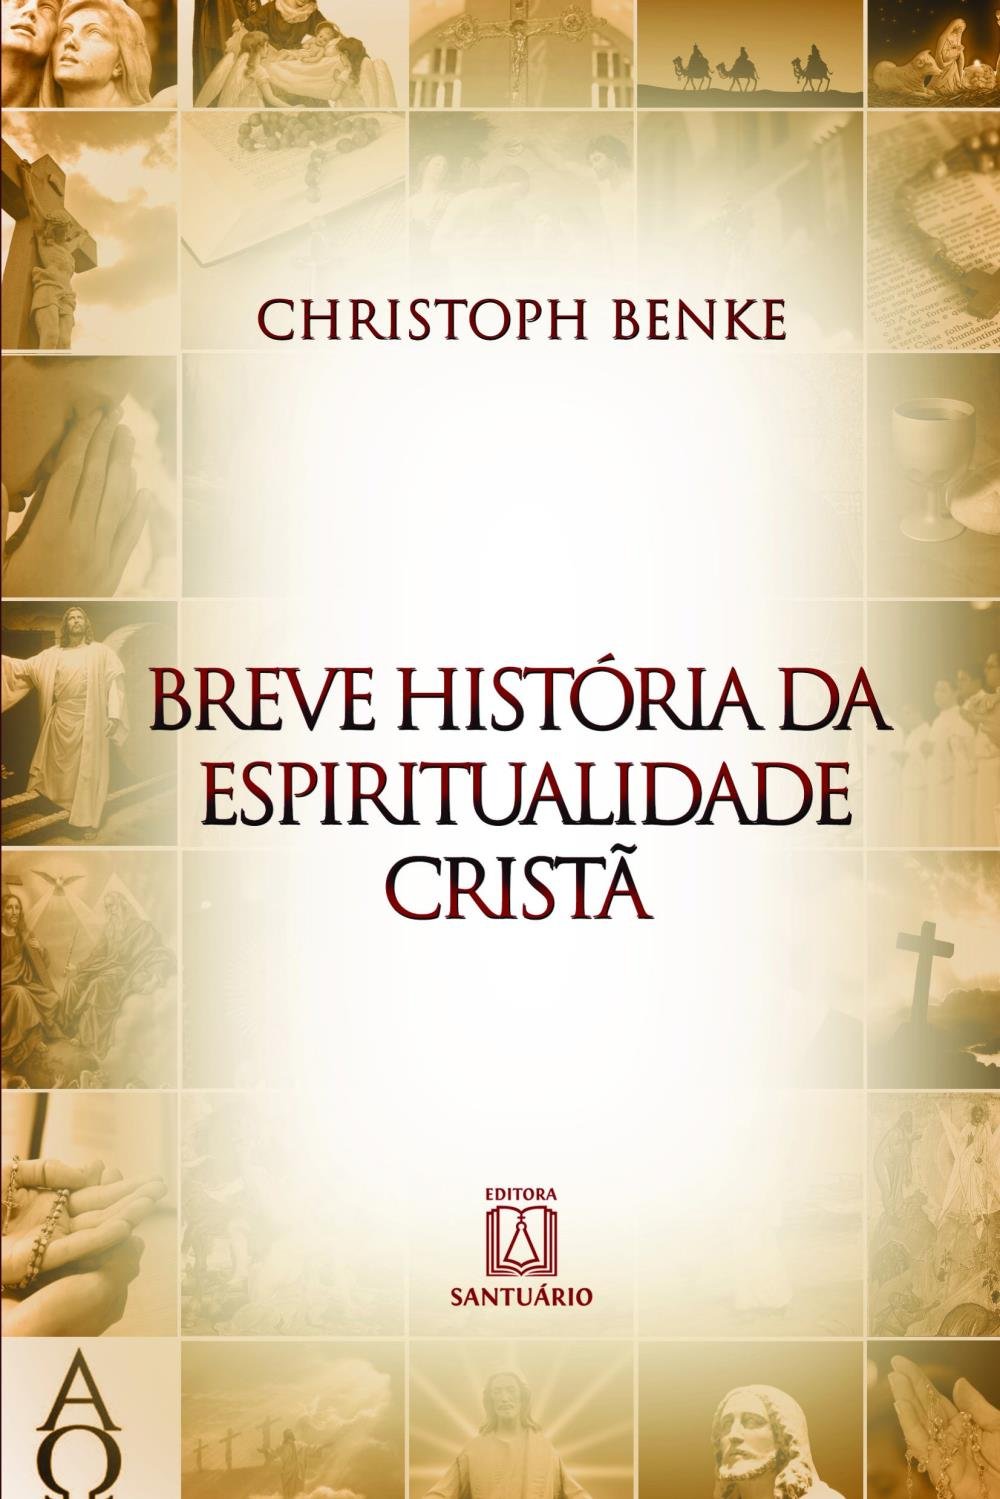 CHRISTOPH BENKE
BREVE HISTÓRIA DA
ESPIRITUALIDADE
CRISTÃ
EDITORA
SANTUÁRIO
Α
Ω